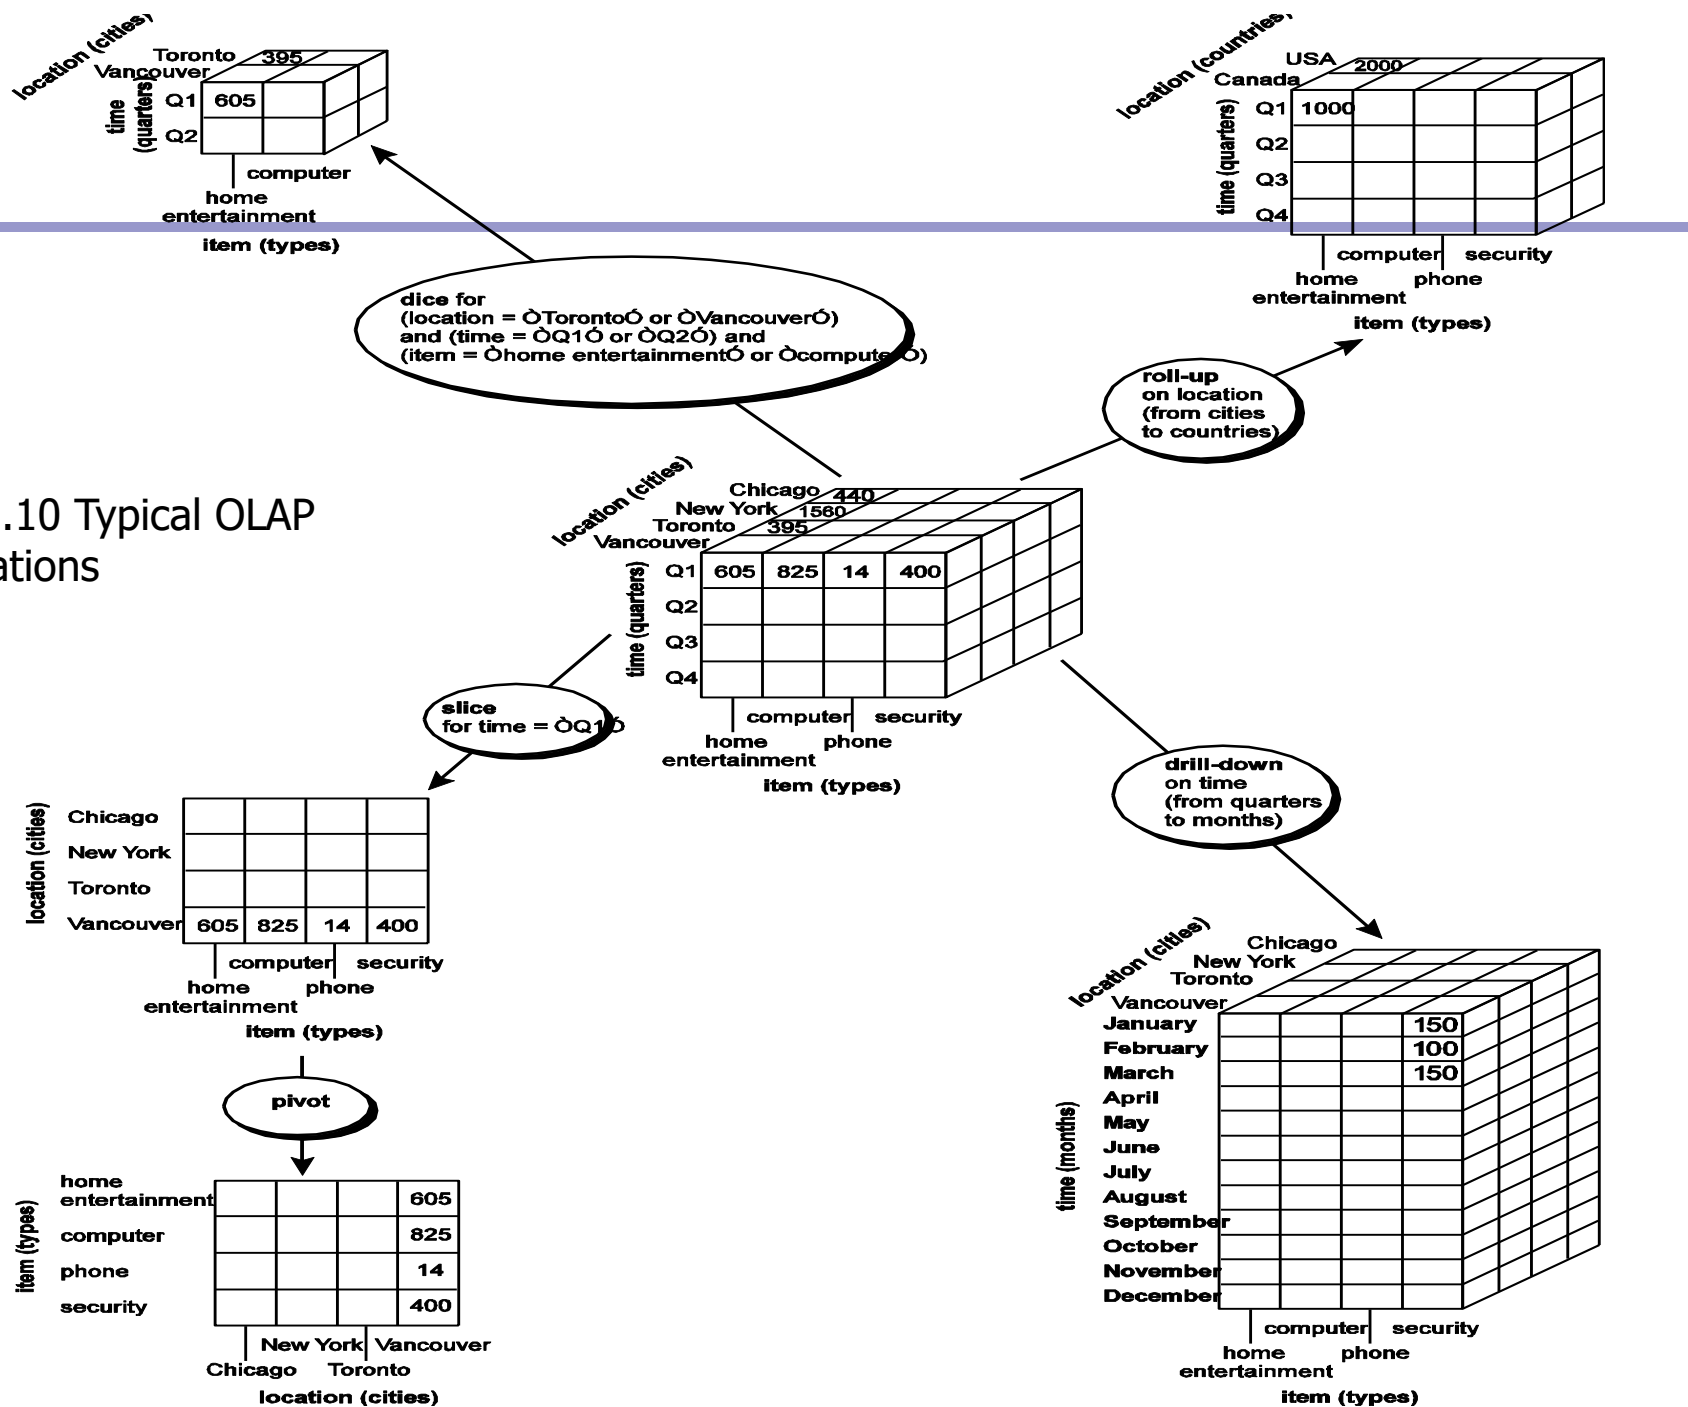 location (cities)
Toronto 395
Vancouver
time (quarters)
Q1 605
Q2
computer
home
entertainment
item (types)
location (countries)
USA 2000
Canada
time (quarters)
Q1 1000
Q2
Q3
Q4
computer security
home phone
entertainment
item (types)
dice for
(location = ÒTorontoÓ or ÒVancouverÓ)
and (time = ÒQ1Ó or ÒQ2Ó) and
(item = Òhome entertainmentÓ or ÒcomputerÓ)
roll-up
on location
(from cities
to countries)
.10 Typical OLAP
ations
location (cities)
Chicago 440
New York 1560
Toronto 395
Vancouver
time (quarters)
Q1 605 825 14 400
Q2
Q3
Q4
computer security
home phone
entertainment
item (types)
slice
for time = ÒQ1Ó
drill-down
on time
(from quarters
to months)
location (cities)
Chicago
New York
Toronto
Vancouver 605 825 14 400
computer security
home phone
entertainment
item (types)
pivot
item (types)
home
entertainment 605
computer 825
phone 14
security 400
New York Vancouver
Chicago Toronto
location (cities)
location (cities)
Chicago
New York
Toronto
Vancouver
time (months)
January 150
February 100
March 150
April
May
June
July
August
September
October
November
December
computer security
home phone
entertainment
item (types)